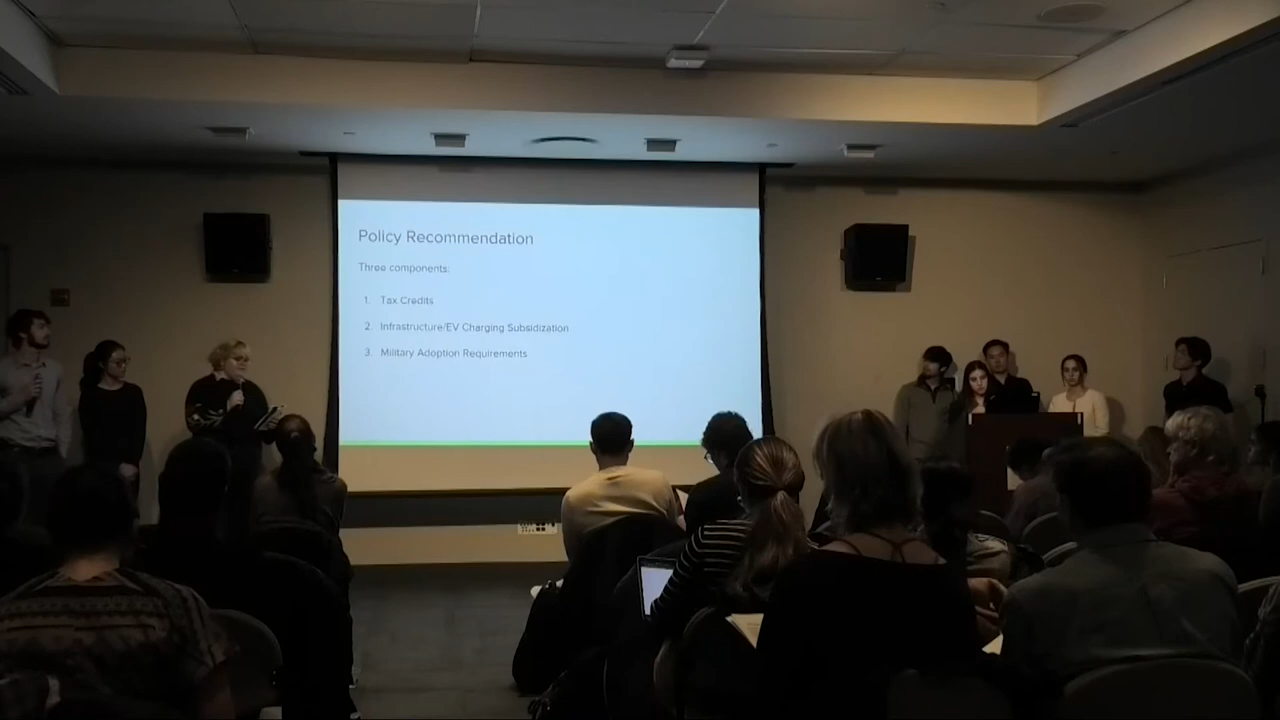 Policy Recommendation
Three components:
1. Tax Credits
2. Infrastructure/EV Charging Subsidization
3. Military Adoption Requirements